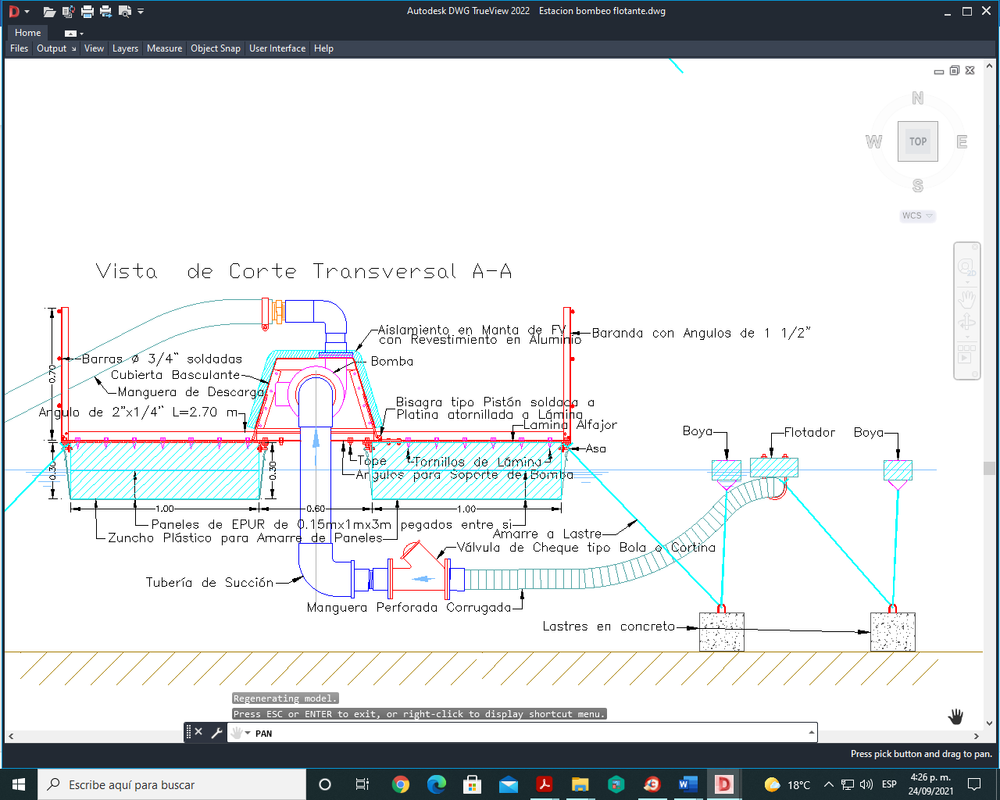 Autodesk DWG TrueView 2022 Estacion bombeo flotante.dwg
Home
Files Output View Layers Measure Object Snap User Interface Help
N
W TOP E
S
WCS
2D
Vista de Corte Transversal A-A
Aislamiento en Manta de FV
con Revestimiento en Aluminio
Baranda con Angulos de 1 1/2"
Barras ø 3/4" soldadas
Bomba
Cubierta Basculante
0.70
Manguera de Descarga
Bisagra tipo Pistón soldada a
Platina atornillada a Lámina
Angulo de 2"x1/4" L=2.70 m
Lamina Alfajor
Boya
Flotador
Boya
Asa
Tope
Tornillos de Lámina
0.30
0.30
Angulos para Soporte de Bomba
1.00
0.60
1.00
Paneles de EPUR de 0.15mx1mx3m pegados entre si
Amarre a Lastre
Zuncho Plástico para Amarre de Paneles
Válvula de Cheque tipo Bola o Cortina
Tubería de Succión
Manguera Perforada Corrugada
Lastres en concreto
Regenerating model.
Press ESC or ENTER to exit, or right-click to display shortcut menu.
PAN
Press pick button and drag to pan.
Escribe aquí para buscar
18°C
ESP
4:26 p. m.
24/09/2021